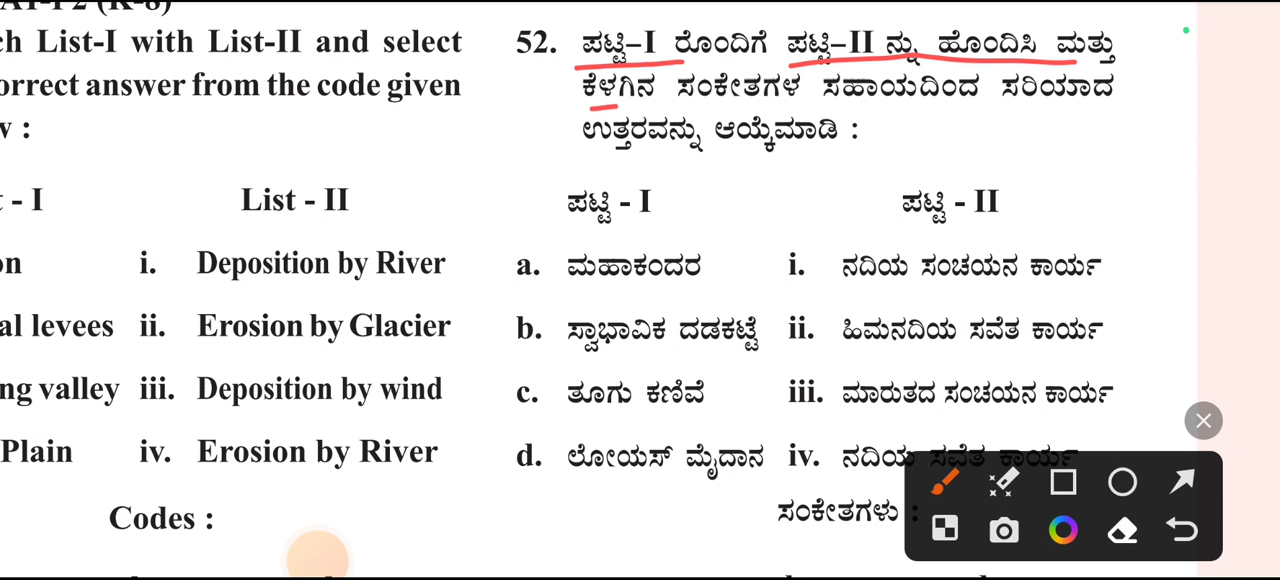 ch List-I with List-II and select
orrect answer from the code given
w :
t - I List - II
on i. Deposition by River
al levees ii. Erosion by Glacier
ng valley iii. Deposition by wind
Plain iv. Erosion by River
Codes :
52. ಪಟ್ಟಿ–I ರೊಂದಿಗೆ ಪಟ್ಟಿ–II ನ್ನು ಹೊಂದಿಸಿ ಮತ್ತು
ಕೆಳಗಿನ ಸಂಕೇತಗಳ ಸಹಾಯದಿಂದ ಸರಿಯಾದ
ಉತ್ತರವನ್ನು ಆಯ್ಕೆಮಾಡಿ :
ಪಟ್ಟಿ - I ಪಟ್ಟಿ - II
a. ಮಹಾಕಂದರ i. ನದಿಯ ಸಂಚಯನ ಕಾರ್ಯ
b. ಸ್ವಾಭಾವಿಕ ದಡಕಟ್ಟೆ ii. ಹಿಮನದಿಯ ಸವೆತ ಕಾರ್ಯ
c. ತೂಗು ಕಣಿವೆ iii. ಮಾರುತದ ಸಂಚಯನ ಕಾರ್ಯ
d. ಲೋಯಸ್ ಮೈದಾನ iv. ನದಿಯ ಸವೆತ ಕಾರ್ಯ
ಸಂಕೇತಗಳು :